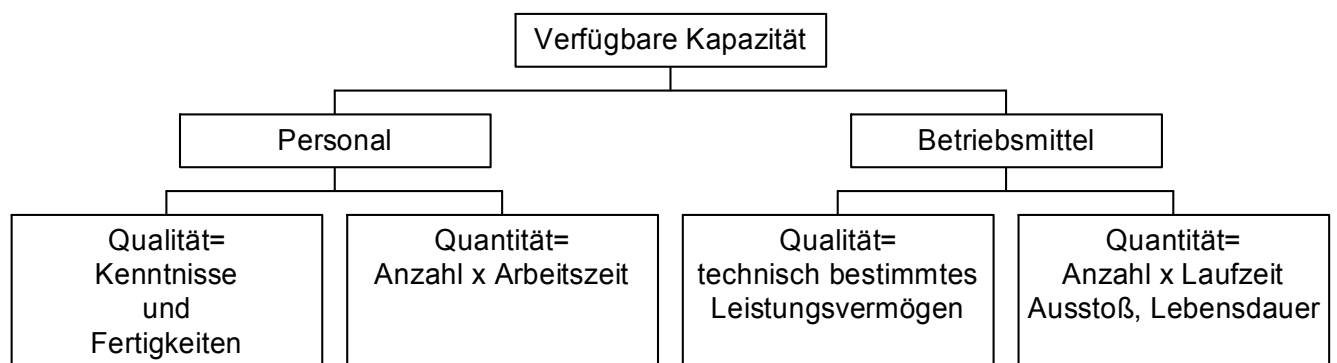 Verfügbare Kapazität
Personal
Betriebsmittel
Qualität=
Kenntnisse
und
Fertigkeiten
Quantität=
Anzahl x Arbeitszeit
Qualität=
technisch bestimmtes
Leistungsvermögen
Quantität=
Anzahl x Laufzeit
Ausstoß, Lebensdauer